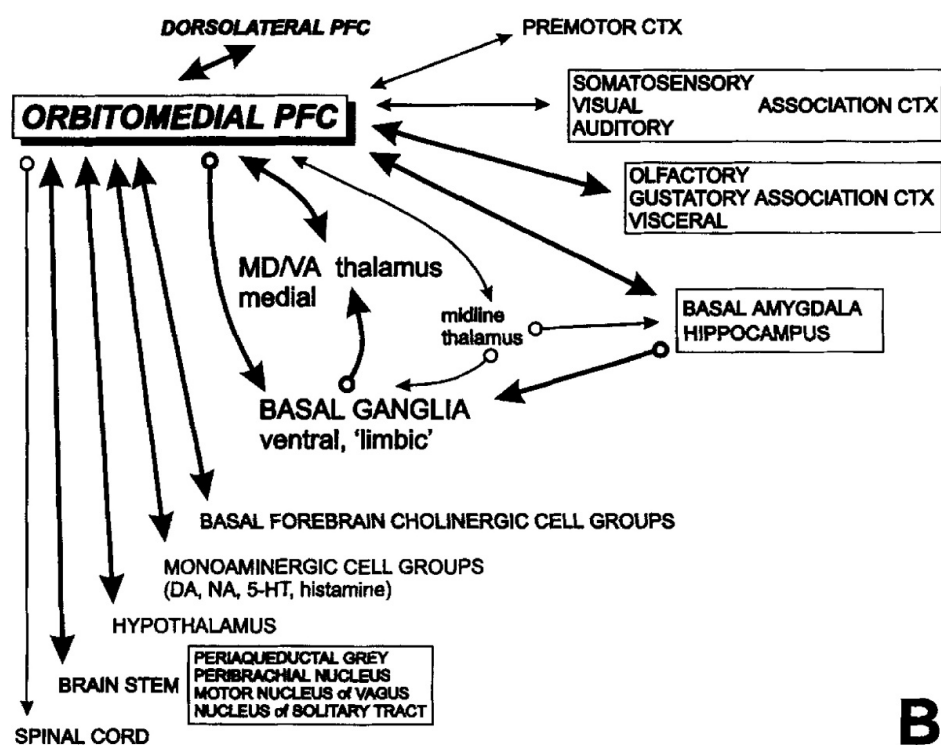 DORSOLATERAL PFC
PREMOTOR CTX
ORBITOMEDIAL PFC
SOMATOSENSORY
VISUAL ASSOCIATION CTX
AUDITORY
OLFACTORY
GUSTATORY ASSOCIATION CTX
VISCERAL
MD/VA thalamus
medial
midline
thalamus
BASAL AMYGDALA
HIPPOCAMPUS
BASAL GANGLIA
ventral, 'limbic'
BASAL FOREBRAIN CHOLINERGIC CELL GROUPS
MONOAMINERGIC CELL GROUPS
(DA, NA, 5-HT, histamine)
HYPOTHALAMUS
BRAIN STEM
PERIAQUEDUCTAL GREY
PERIBRACHIAL NUCLEUS
MOTOR NUCLEUS of VAGUS
NUCLEUS of SOLITARY TRACT
SPINAL CORD
B